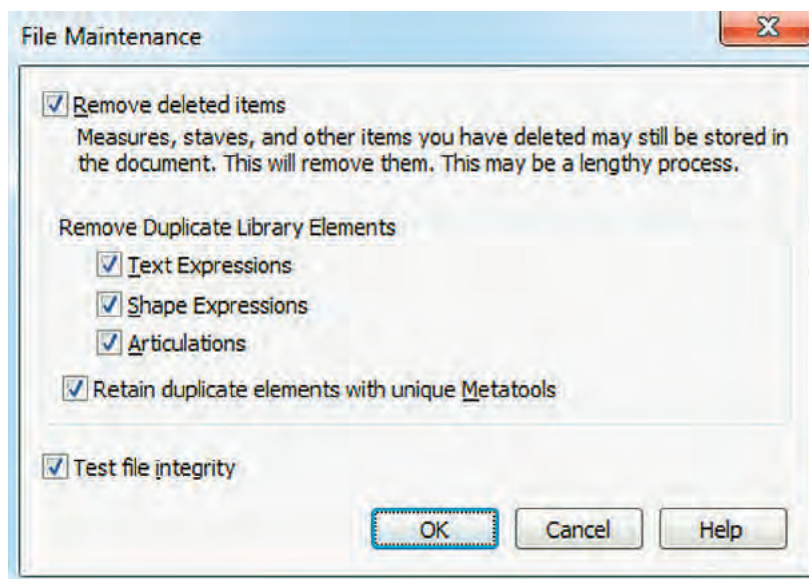 File Maintenance
Remove deleted items
Measures, staves, and other items you have deleted may still be stored in
the document. This will remove them. This may be a lengthy process.
Remove Duplicate Library Elements
Text Expressions
Shape Expressions
Articulations
Retain duplicate elements with unique Metatools
Test file integrity
OK Cancel Help